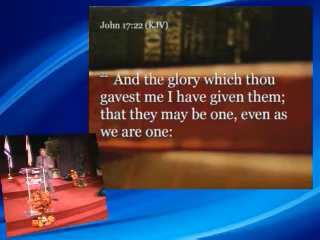 John 17:22 (KJV)
22 And the glory which thou
gavest me I have given them;
that they may be one, even as
we are one: